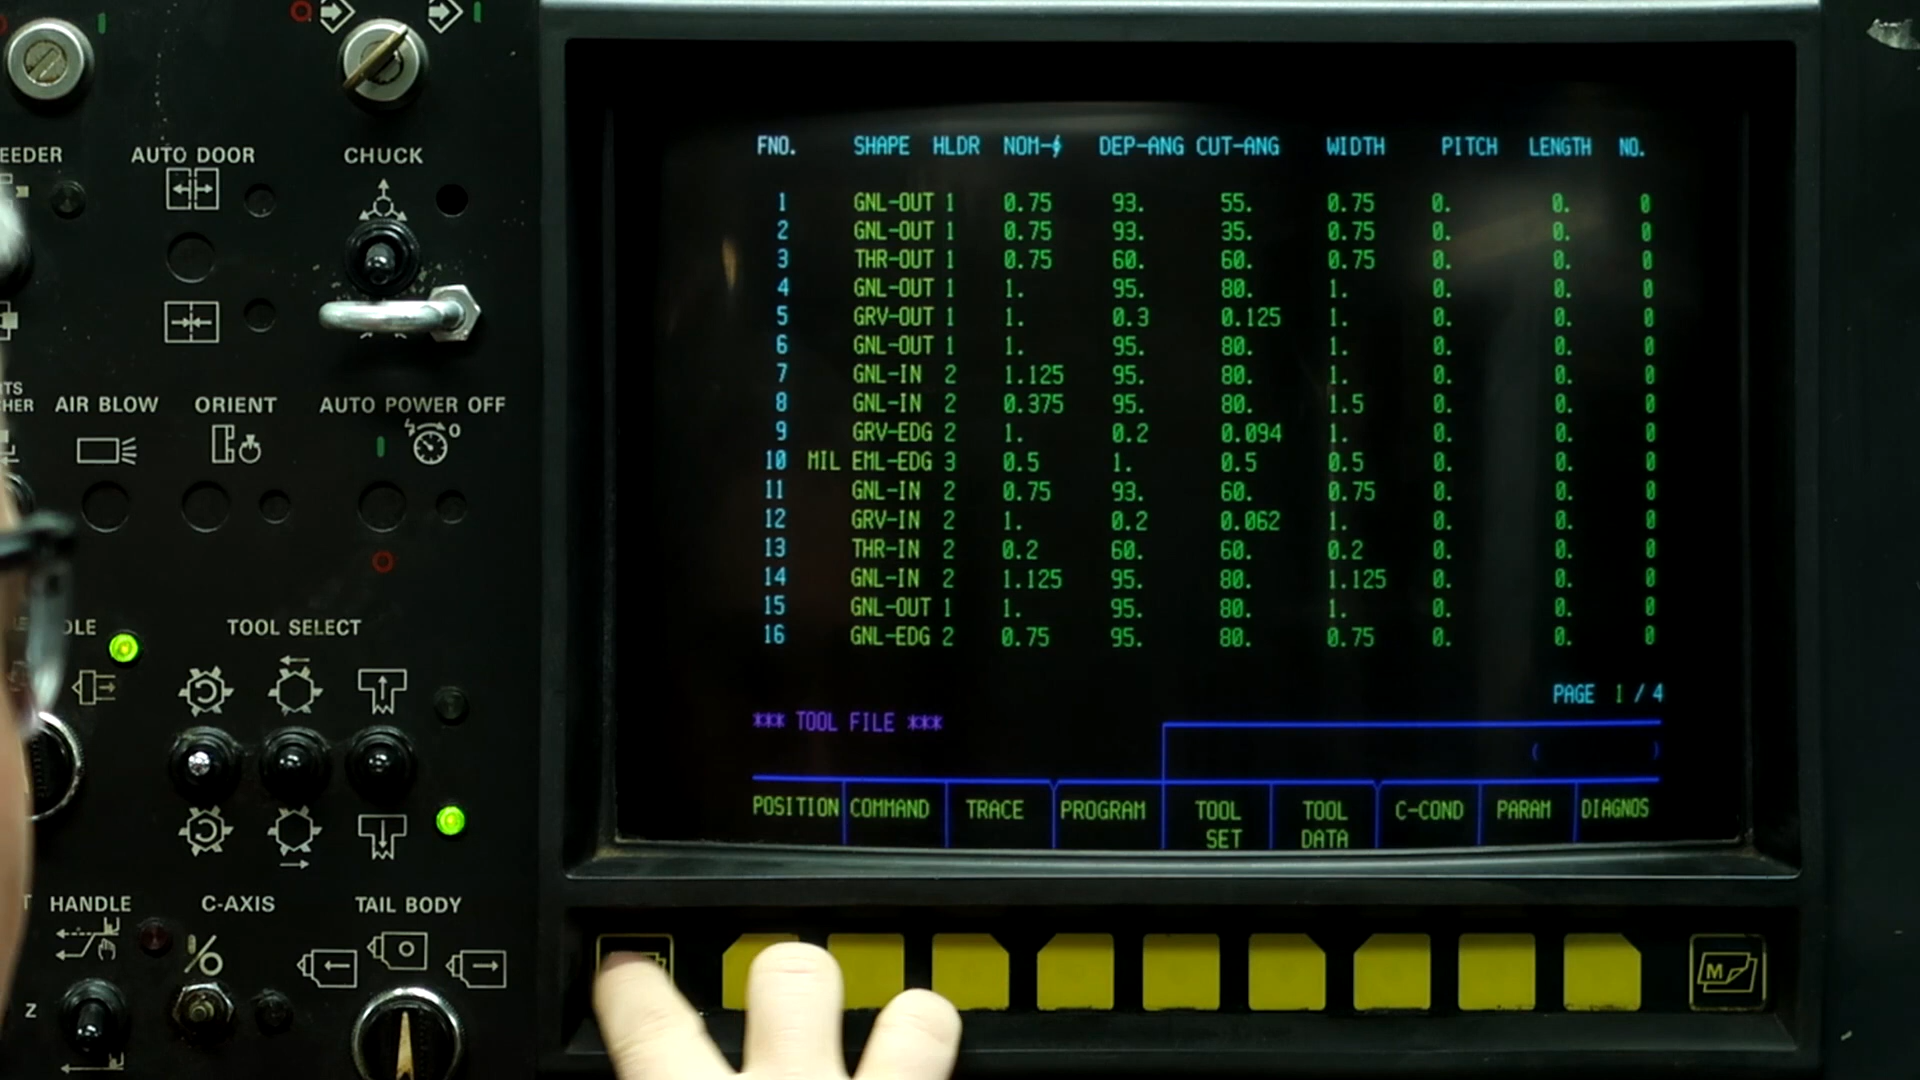 FNO. SHAPE HLDR NOM-⌀ DEP-ANG CUT-ANG WIDTH PITCH LENGTH NO.
1 GNL-OUT 1 0.75 93. 55. 0.75 0. 0. 0
2 GNL-OUT 1 0.75 93. 35. 0.75 0. 0. 0
3 THR-OUT 1 0.75 60. 60. 0.75 0. 0. 0
4 GNL-OUT 1 1. 95. 80. 1. 0. 0. 0
5 GRV-OUT 1 1. 0.3 0.125 1. 0. 0. 0
6 GNL-OUT 1 1. 95. 80. 1. 0. 0. 0
7 GNL-IN 2 1.125 95. 80. 1. 0. 0. 0
8 GNL-IN 2 0.375 95. 80. 1.5 0. 0. 0
9 GRV-EDG 2 1. 0.2 0.094 1. 0. 0. 0
10 MIL EML-EDG 3 0.5 1. 0.5 0.5 0. 0. 0
11 GNL-IN 2 0.75 93. 60. 0.75 0. 0. 0
12 GRV-IN 2 1. 0.2 0.062 1. 0. 0. 0
13 THR-IN 2 0.2 60. 60. 0.2 0. 0. 0
14 GNL-IN 2 1.125 95. 80. 1.125 0. 0. 0
15 GNL-OUT 1 1. 95. 80. 1. 0. 0. 0
16 GNL-EDG 2 0.75 95. 80. 0.75 0. 0. 0
PAGE 1 / 4
*** TOOL FILE ***
( )
POSITION COMMAND TRACE PROGRAM TOOL SET TOOL DATA C-COND PARAM DIAGNOS
M
EEDER AUTO DOOR CHUCK
AIR BLOW ORIENT AUTO POWER OFF
TOOL SELECT
HANDLE C-AXIS TAIL BODY
Z